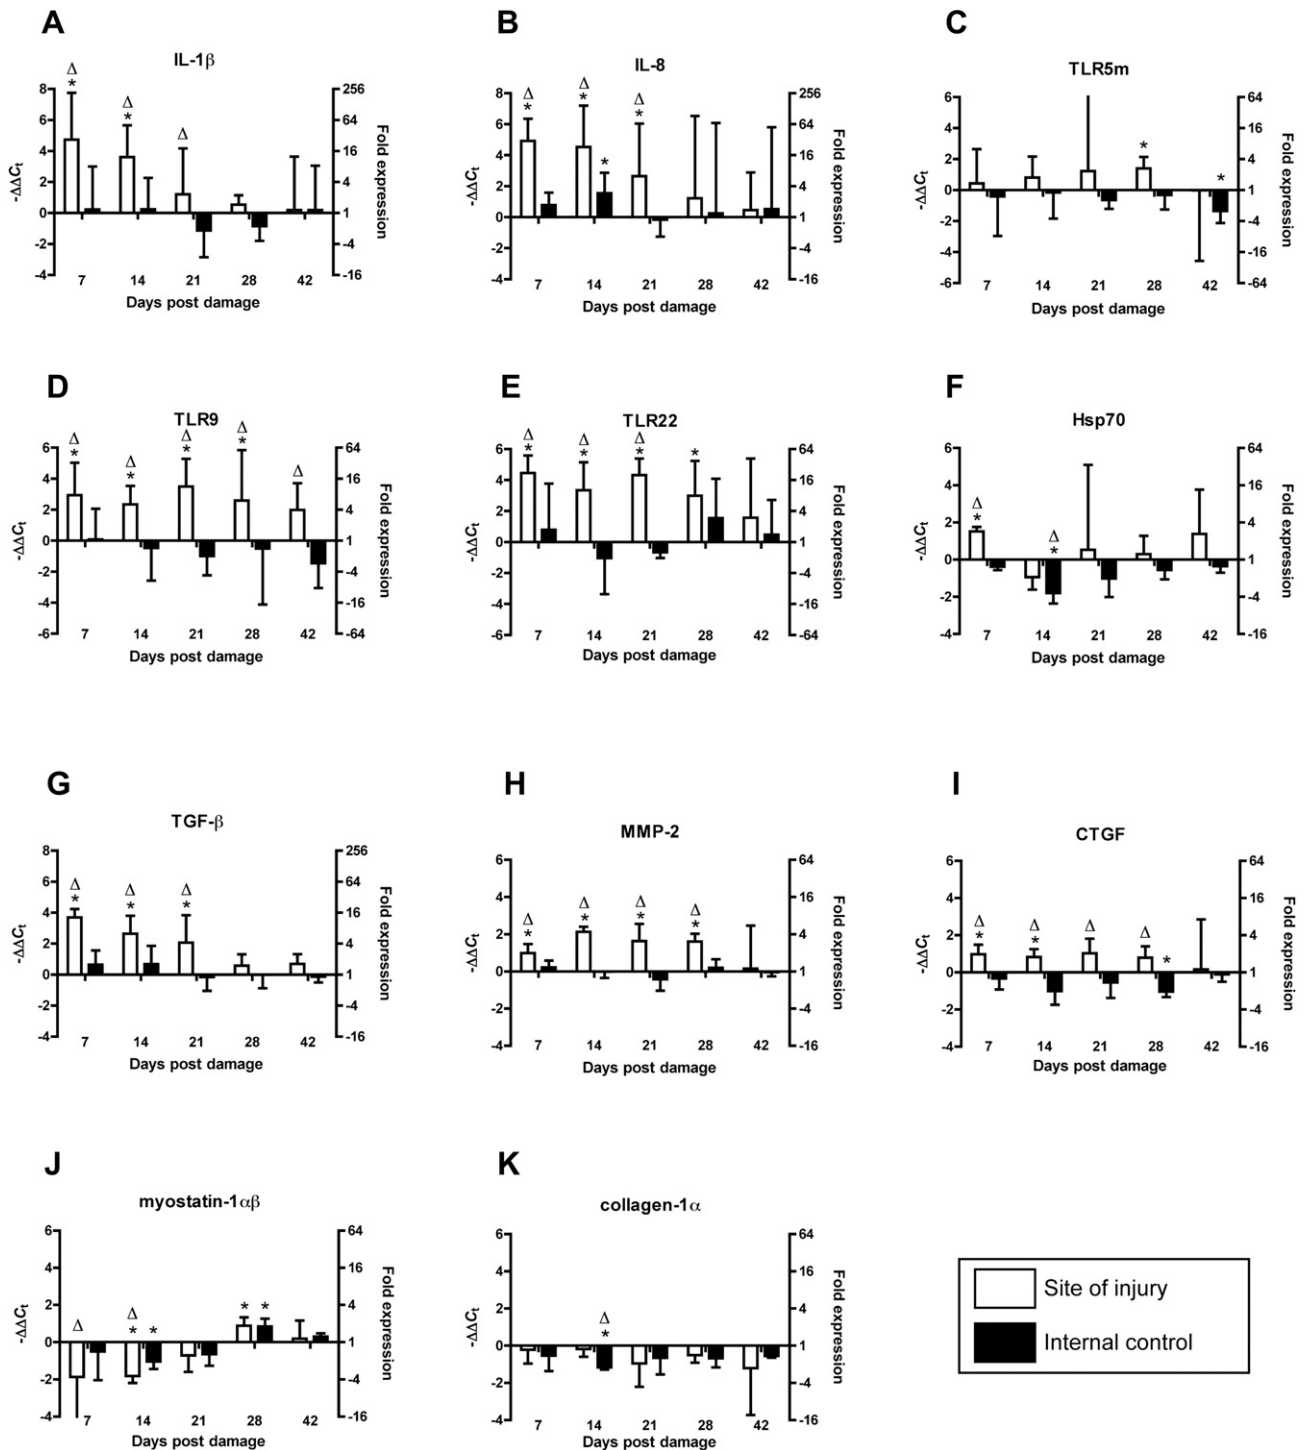 A
IL-1β
Δ
*
Δ
*
Δ
8
6
4
2
0
-2
-4
256
64
16
4
1
-4
-16
-ΔΔCt
Fold expression
7 14 21 28 42
Days post damage
B
IL-8
Δ
*
Δ
*
*
Δ
*
8
6
4
2
0
-2
-4
256
64
16
4
1
-4
-16
-ΔΔCt
Fold expression
7 14 21 28 42
Days post damage
C
TLR5m
*
*
6
4
2
0
-2
-4
-6
64
16
4
1
-4
-16
-64
-ΔΔCt
Fold expression
7 14 21 28 42
Days post damage
D
TLR9
Δ
*
Δ
*
Δ
*
Δ
*
Δ
6
4
2
0
-2
-4
-6
64
16
4
1
-4
-16
-64
-ΔΔCt
Fold expression
7 14 21 28 42
Days post damage
E
TLR22
Δ
*
Δ
*
Δ
*
*
6
4
2
0
-2
-4
-6
64
16
4
1
-4
-16
-64
-ΔΔCt
Fold expression
7 14 21 28 42
Days post damage
F
Hsp70
Δ
*
Δ
*
6
4
2
0
-2
-4
64
16
4
1
-4
-16
-ΔΔCt
Fold expression
7 14 21 28 42
Days post damage
G
TGF-β
Δ
*
Δ
*
Δ
*
8
6
4
2
0
-2
-4
256
64
16
4
1
-4
-16
-ΔΔCt
Fold expression
7 14 21 28 42
Days post damage
H
MMP-2
Δ
*
Δ
*
Δ
*
Δ
*
6
4
2
0
-2
-4
64
16
4
1
-4
-16
-ΔΔCt
Fold expression
7 14 21 28 42
Days post damage
I
CTGF
Δ
*
Δ
*
Δ
Δ
*
6
4
2
0
-2
-4
64
16
4
1
-4
-16
-ΔΔCt
Fold expression
7 14 21 28 42
Days post damage
J
myostatin-1αβ
Δ
Δ
* *
* *
6
4
2
0
-2
-4
64
16
4
1
-4
-16
-ΔΔCt
Fold expression
7 14 21 28 42
Days post damage
K
collagen-1α
Δ
*
6
4
2
0
-2
-4
64
16
4
1
-4
-16
-ΔΔCt
Fold expression
7 14 21 28 42
Days post damage
Site of injury
Internal control